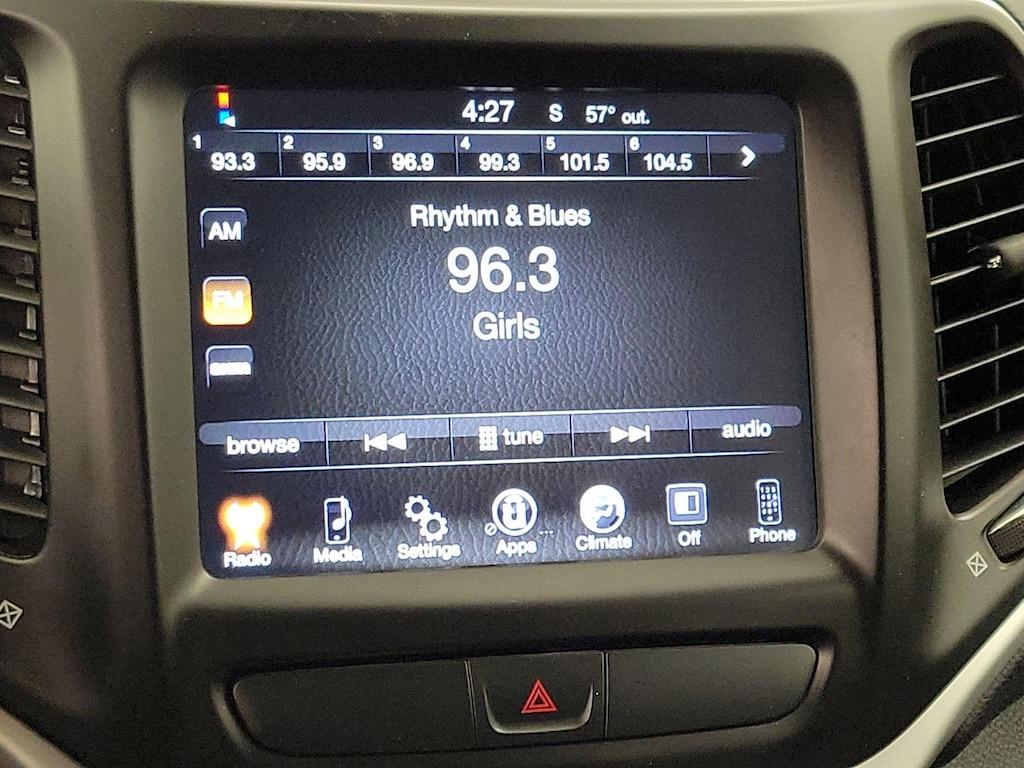 4:27 S 57° out.
1 93.3 2 95.9 3 96.9 4 99.3 5 101.5 6 104.5
Rhythm & Blues
AM
96.3
FM
Girls
browse tune audio
Radio Media Settings Apps Climate Off Phone